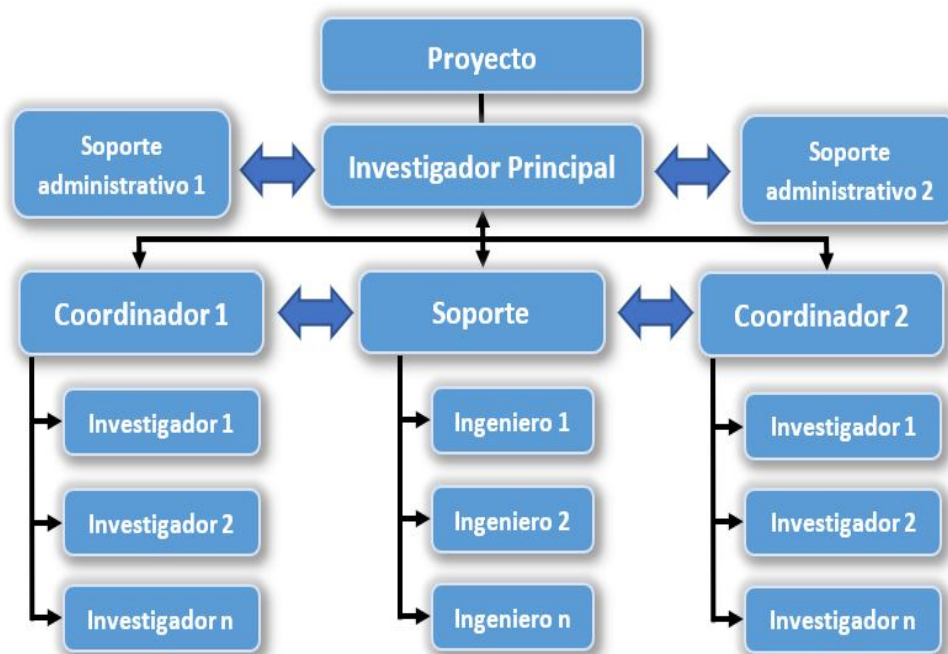 Proyecto
Soporte
administrativo 1
Investigador Principal
Soporte
administrativo 2
Coordinador 1
Soporte
Coordinador 2
Investigador 1
Ingeniero 1
Investigador 1
Investigador 2
Ingeniero 2
Investigador 2
Investigador n
Ingeniero n
Investigador n